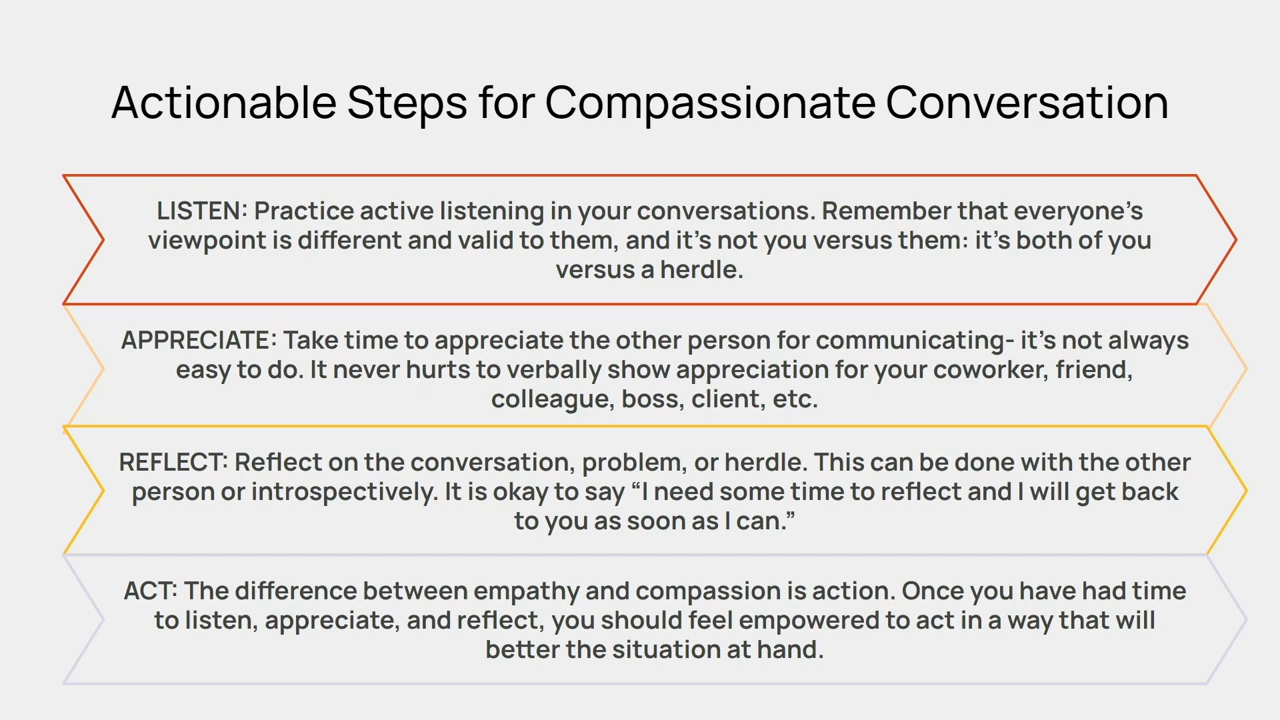 Actionable Steps for Compassionate Conversation
LISTEN: Practice active listening in your conversations. Remember that everyone’s
viewpoint is different and valid to them, and it’s not you versus them: it’s both of you
versus a herdle.
APPRECIATE: Take time to appreciate the other person for communicating- it’s not always
easy to do. It never hurts to verbally show appreciation for your coworker, friend,
colleague, boss, client, etc.
REFLECT: Reflect on the conversation, problem, or herdle. This can be done with the other
person or introspectively. It is okay to say “I need some time to reflect and I will get back
to you as soon as I can.”
ACT: The difference between empathy and compassion is action. Once you have had time
to listen, appreciate, and reflect, you should feel empowered to act in a way that will
better the situation at hand.